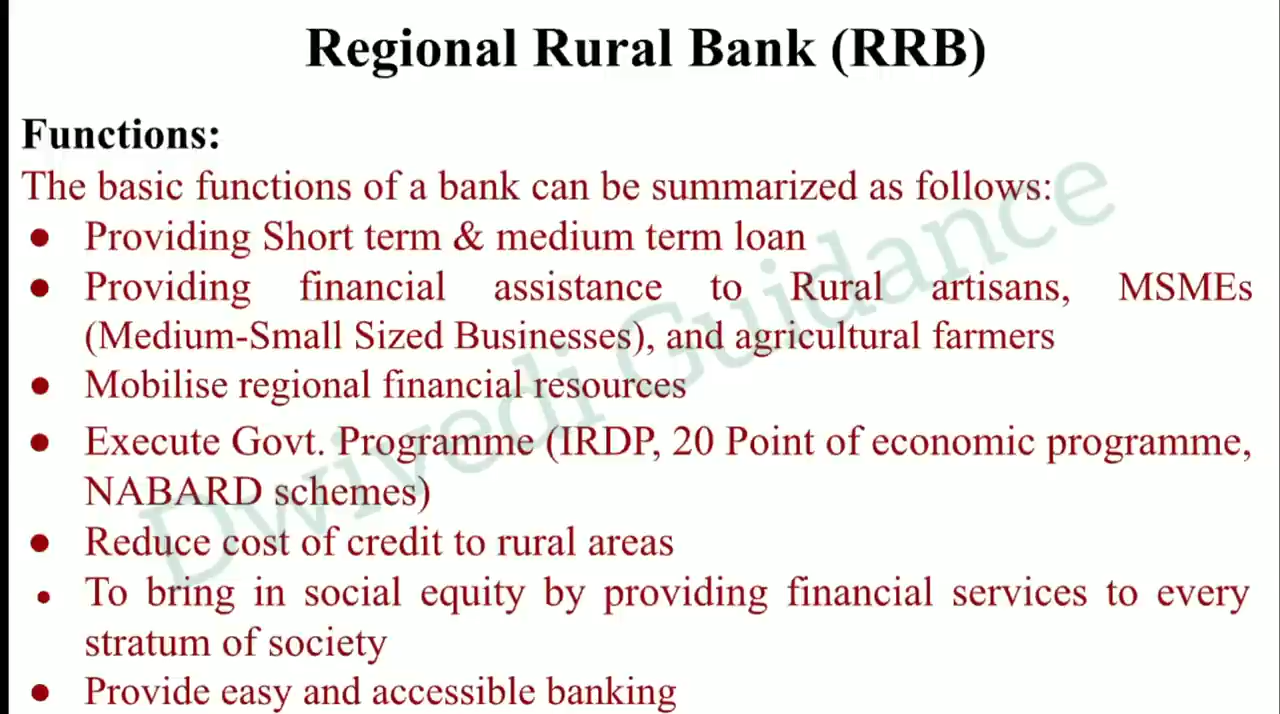 Regional Rural Bank (RRB)
Functions:
The basic functions of a bank can be summarized as follows:
● Providing Short term & medium term loan
● Providing financial assistance to Rural artisans, MSMEs
(Medium-Small Sized Businesses), and agricultural farmers
● Mobilise regional financial resources
● Execute Govt. Programme (IRDP, 20 Point of economic programme,
NABARD schemes)
● Reduce cost of credit to rural areas
● To bring in social equity by providing financial services to every
stratum of society
● Provide easy and accessible banking
Dwivedi Guidance